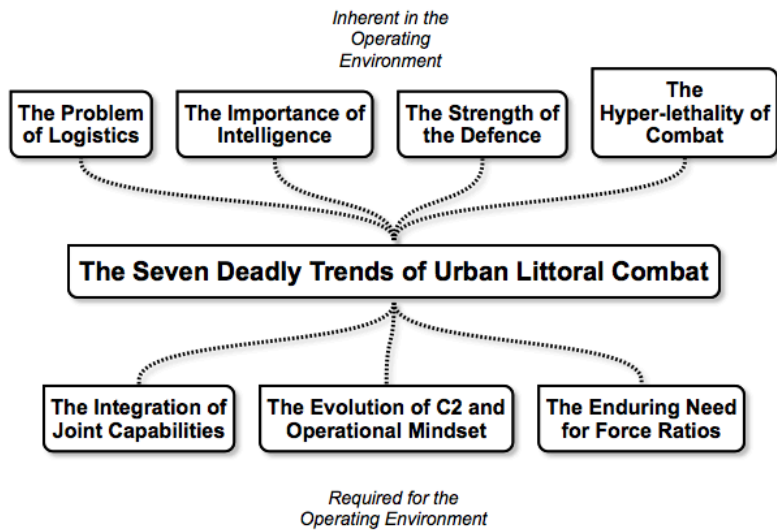 Inherent in the
Operating
Environment
The Problem
of Logistics
The Importance of
Intelligence
The Strength of
the Defence
The
Hyper-lethality of
Combat
The Seven Deadly Trends of Urban Littoral Combat
The Integration of
Joint Capabilities
The Evolution of C2 and
Operational Mindset
The Enduring Need
for Force Ratios
Required for the
Operating Environment